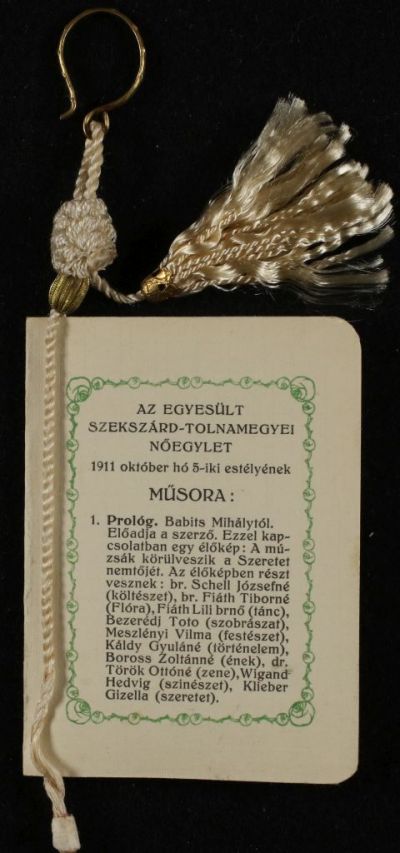 AZ EGYESÜLT
SZEKSZÁRD-TOLNAMEGYEI
NŐEGYLET
1911 október hó 5-iki estélyének
MŰSORA:
1. Prológ. Babits Mihálytól.
Előadja a szerző. Ezzel kap-
csolatban egy élőkép: A mú-
zsák körülveszik a Szeretet
nemtőjét. Az élőképben részt
vesznek: br. Schell Józsefné
(költészet), br. Fiáth Tiborné
(Flóra), Fiáth Lili brnő (tánc),
Bezerédj Toto (szobrászat),
Meszlényi Vilma (festészet),
Káldy Gyuláné (történelem),
Boross Zoltánné (ének), dr.
Török Ottóné (zene), Wigand
Hedvig (szinészet), Klieber
Gizella (szeretet).